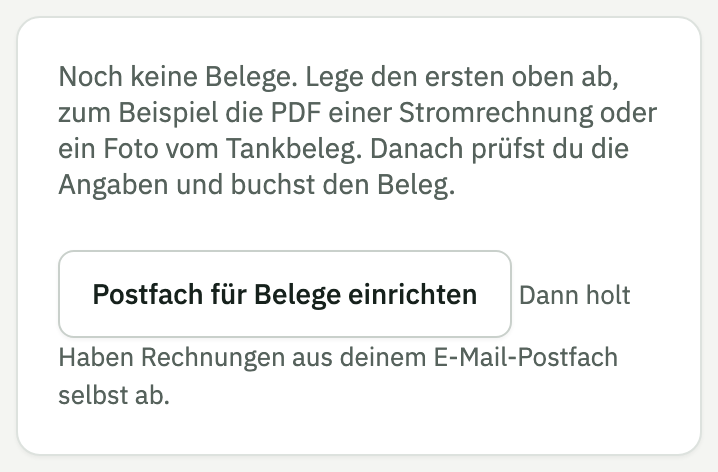 Noch keine Belege. Lege den ersten oben ab,
zum Beispiel die PDF einer Stromrechnung oder
ein Foto vom Tankbeleg. Danach prüfst du die
Angaben und buchst den Beleg.
Postfach für Belege einrichten Dann holt
Haben Rechnungen aus deinem E-Mail-Postfach
selbst ab.